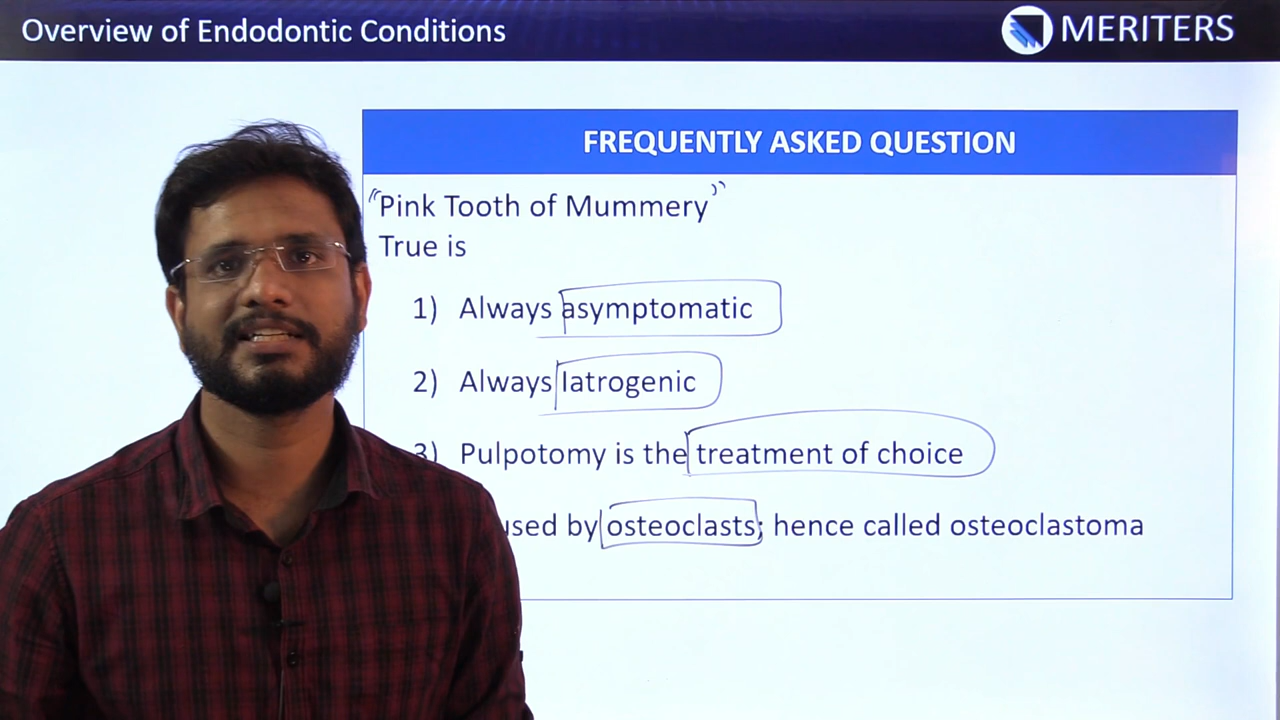 Overview of Endodontic Conditions
MERITERS
FREQUENTLY ASKED QUESTION
"Pink Tooth of Mummery"
True is
1) Always asymptomatic
2) Always Iatrogenic
3) Pulpotomy is the treatment of choice
by osteoclasts; hence called osteoclastoma